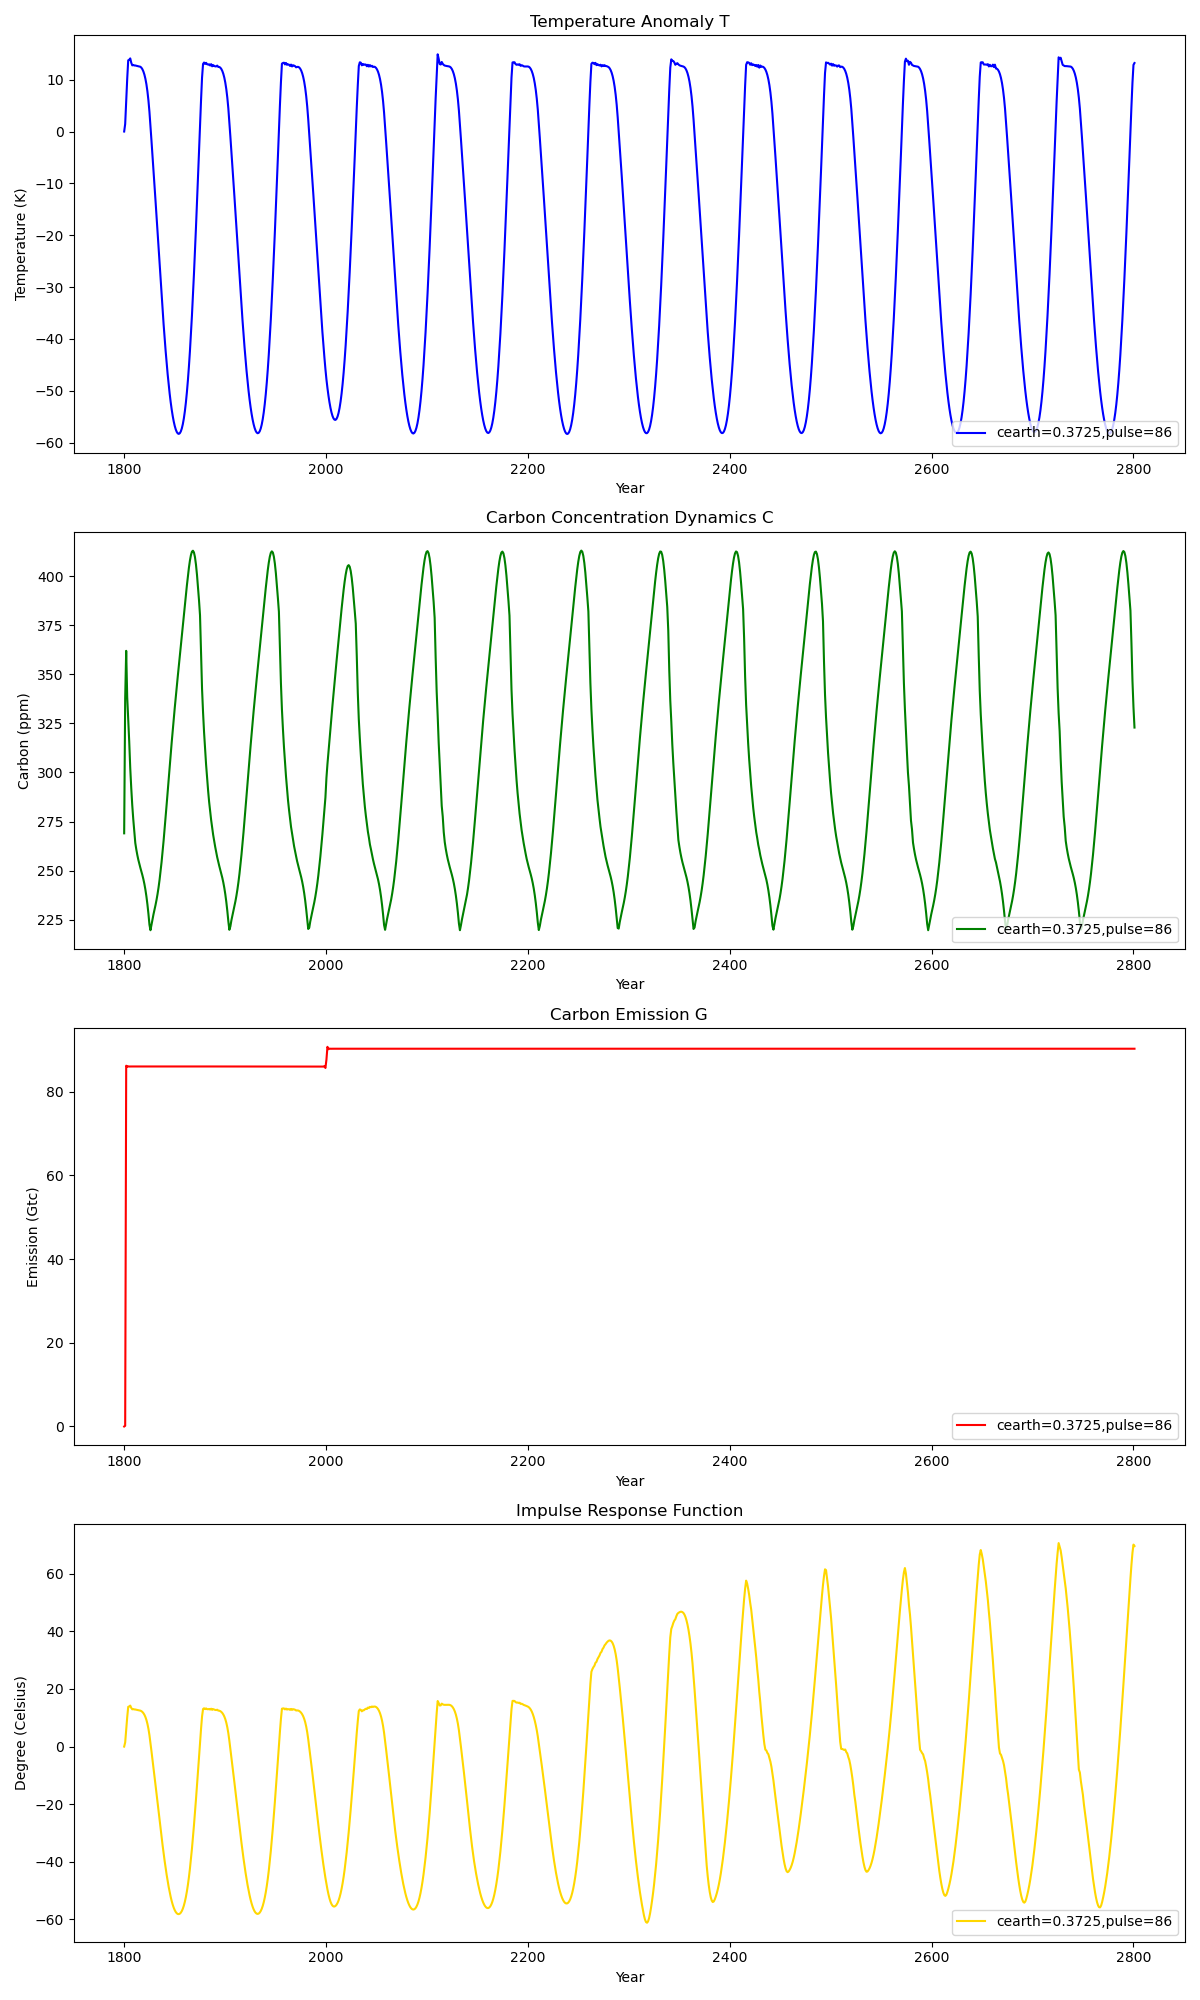 Temperature Anomaly T
10
0
−10
−20
−30
−40
−50
−60
Temperature (K)
cearth=0.3725,pulse=86
1800 2000 2200 2400 2600 2800
Year
Carbon Concentration Dynamics C
400
375
350
325
300
275
250
225
Carbon (ppm)
cearth=0.3725,pulse=86
1800 2000 2200 2400 2600 2800
Year
Carbon Emission G
80
60
40
20
0
Emission (Gtc)
cearth=0.3725,pulse=86
1800 2000 2200 2400 2600 2800
Year
Impulse Response Function
60
40
20
0
−20
−40
−60
Degree (Celsius)
cearth=0.3725,pulse=86
1800 2000 2200 2400 2600 2800
Year